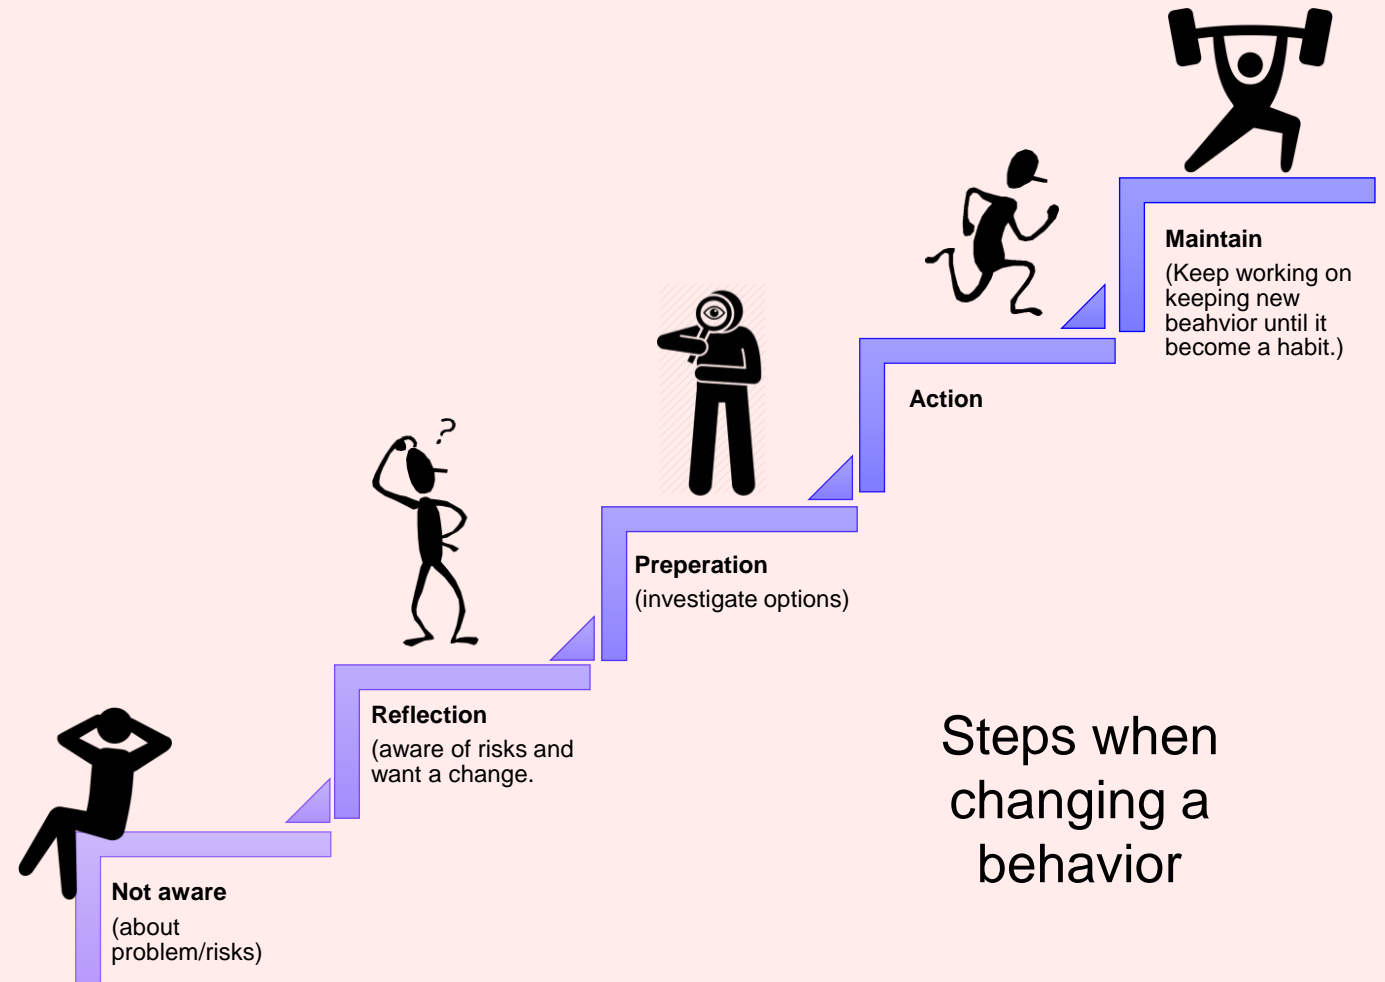 Maintain
(Keep working on
keeping new
beahvior until it
become a habit.)
Action
?
Preperation
(investigate options)
Reflection
(aware of risks and
want a change.
Not aware
(about
problem/risks)
Steps when
changing a
behavior